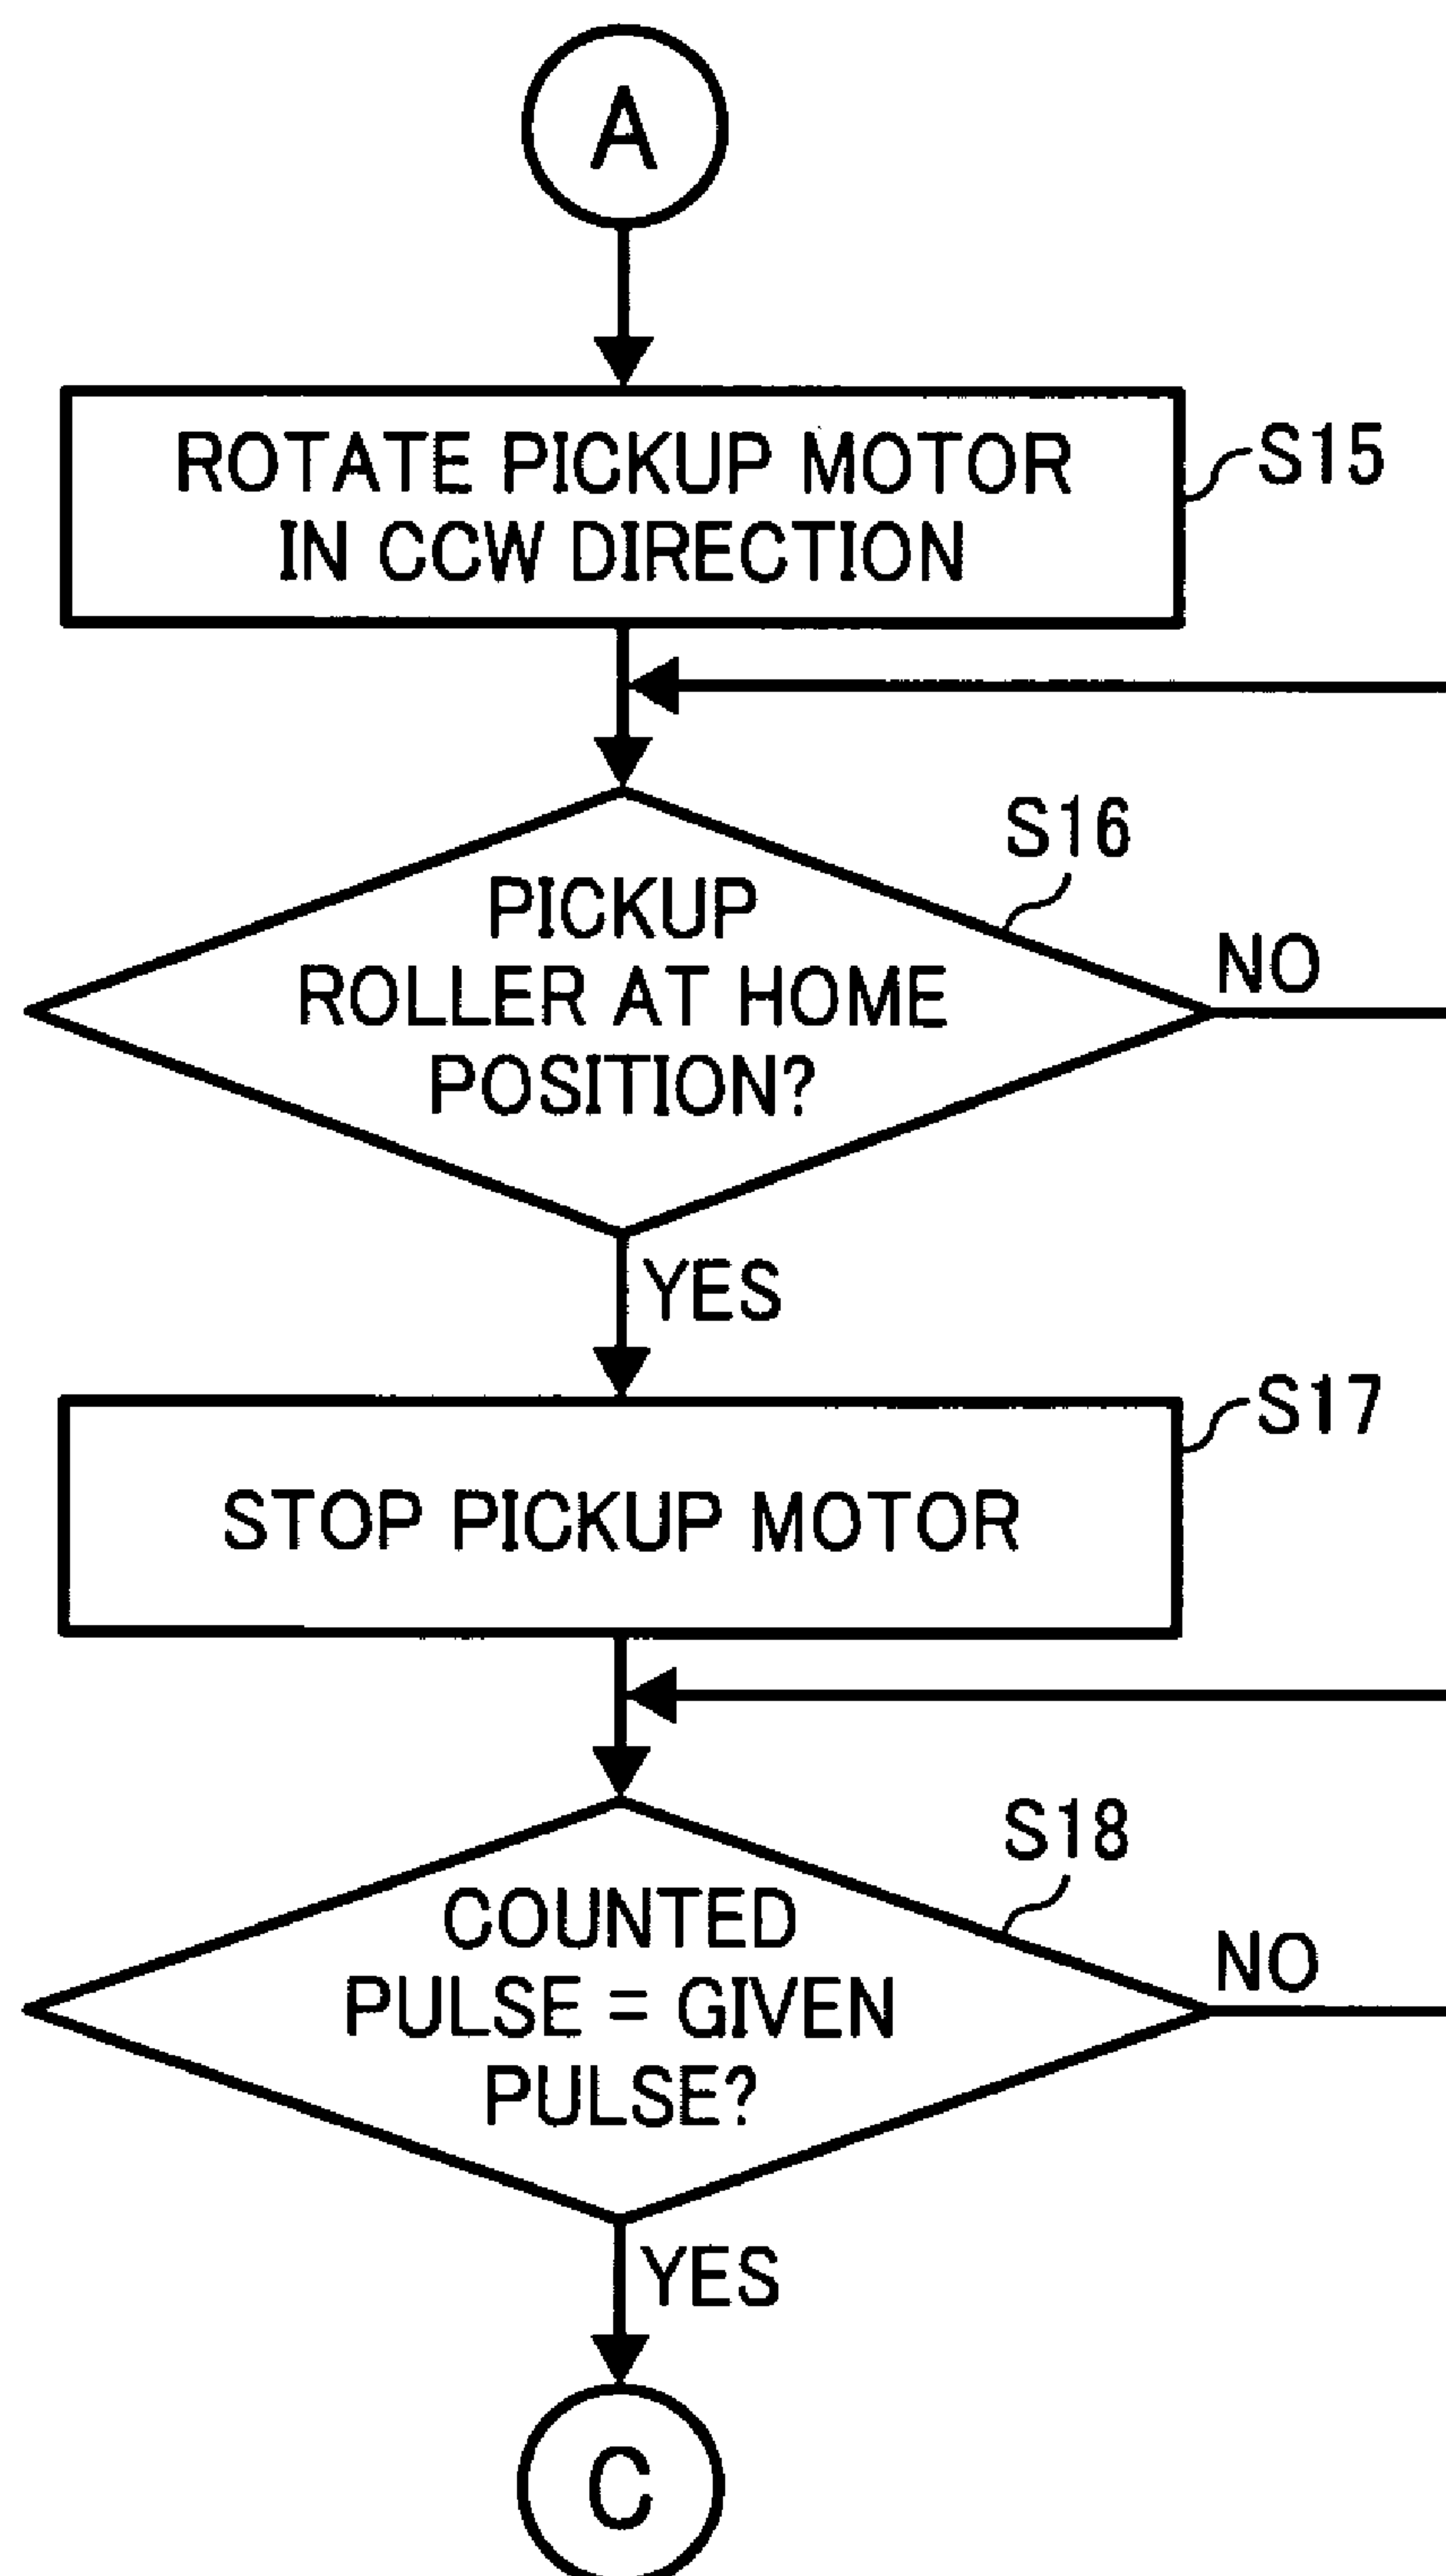 A
ROTATE PICKUP MOTOR
IN CCW DIRECTION
S15
S16
PICKUP
ROLLER AT HOME
POSITION?
NO
YES
S17
STOP PICKUP MOTOR
S18
COUNTED
PULSE = GIVEN
PULSE?
NO
YES
C